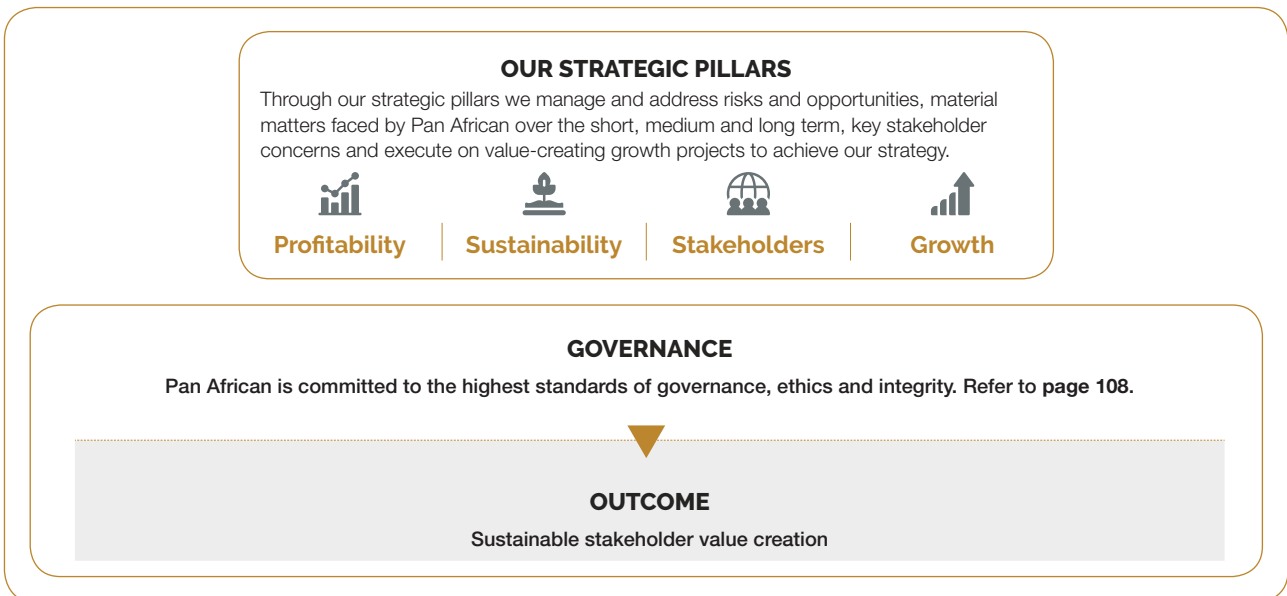 OUR STRATEGIC PILLARS
Through our strategic pillars we manage and address risks and opportunities, material
matters faced by Pan African over the short, medium and long term, key stakeholder
concerns and execute on value-creating growth projects to achieve our strategy.
Profitability
Sustainability
Stakeholders
Growth
GOVERNANCE
Pan African is committed to the highest standards of governance, ethics and integrity. Refer to page 108.
OUTCOME
Sustainable stakeholder value creation